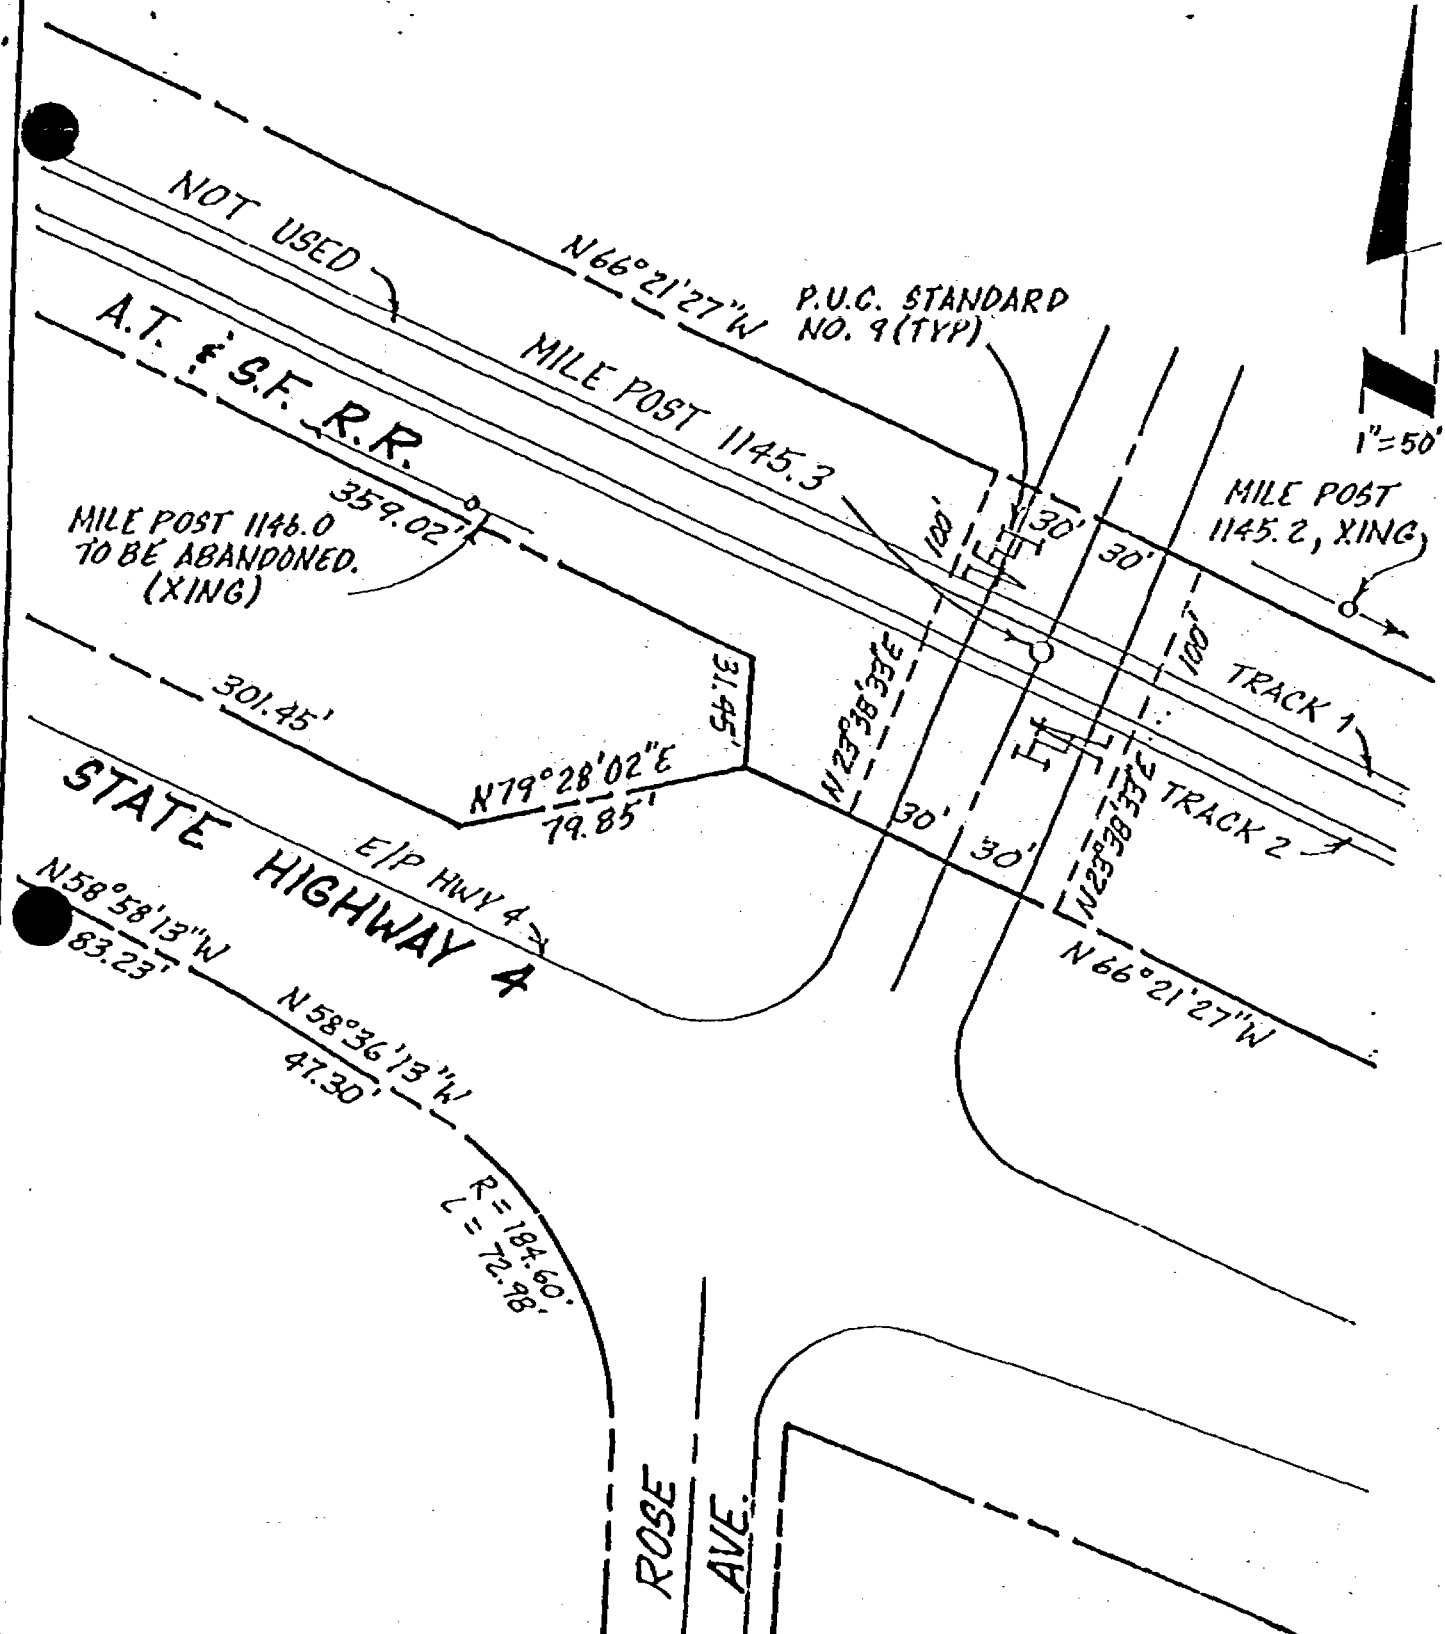 NOT USED
N66°21'27"W
P.U.C. STANDARD
NO. 9 (TYP)
A.T. & S.F. R.R.
MILE POST 1145.3
1"=50'
MILE POST
1145.2, XING
359.02'
MILE POST 1146.0
TO BE ABANDONED.
(XING)
100'
30'
30'
100'
301.45'
31.45'
N23°38'33"E
TRACK 1
N79°28'02"E
79.85'
30'
30'
N23°38'33"E
TRACK 2
STATE HIGHWAY 4
E/P HWY 4
N58°58'13"W
83.23'
N66°21'27"W
N58°36'13"W
47.30'
R=184.60'
L=72.98'
ROSE AVE.